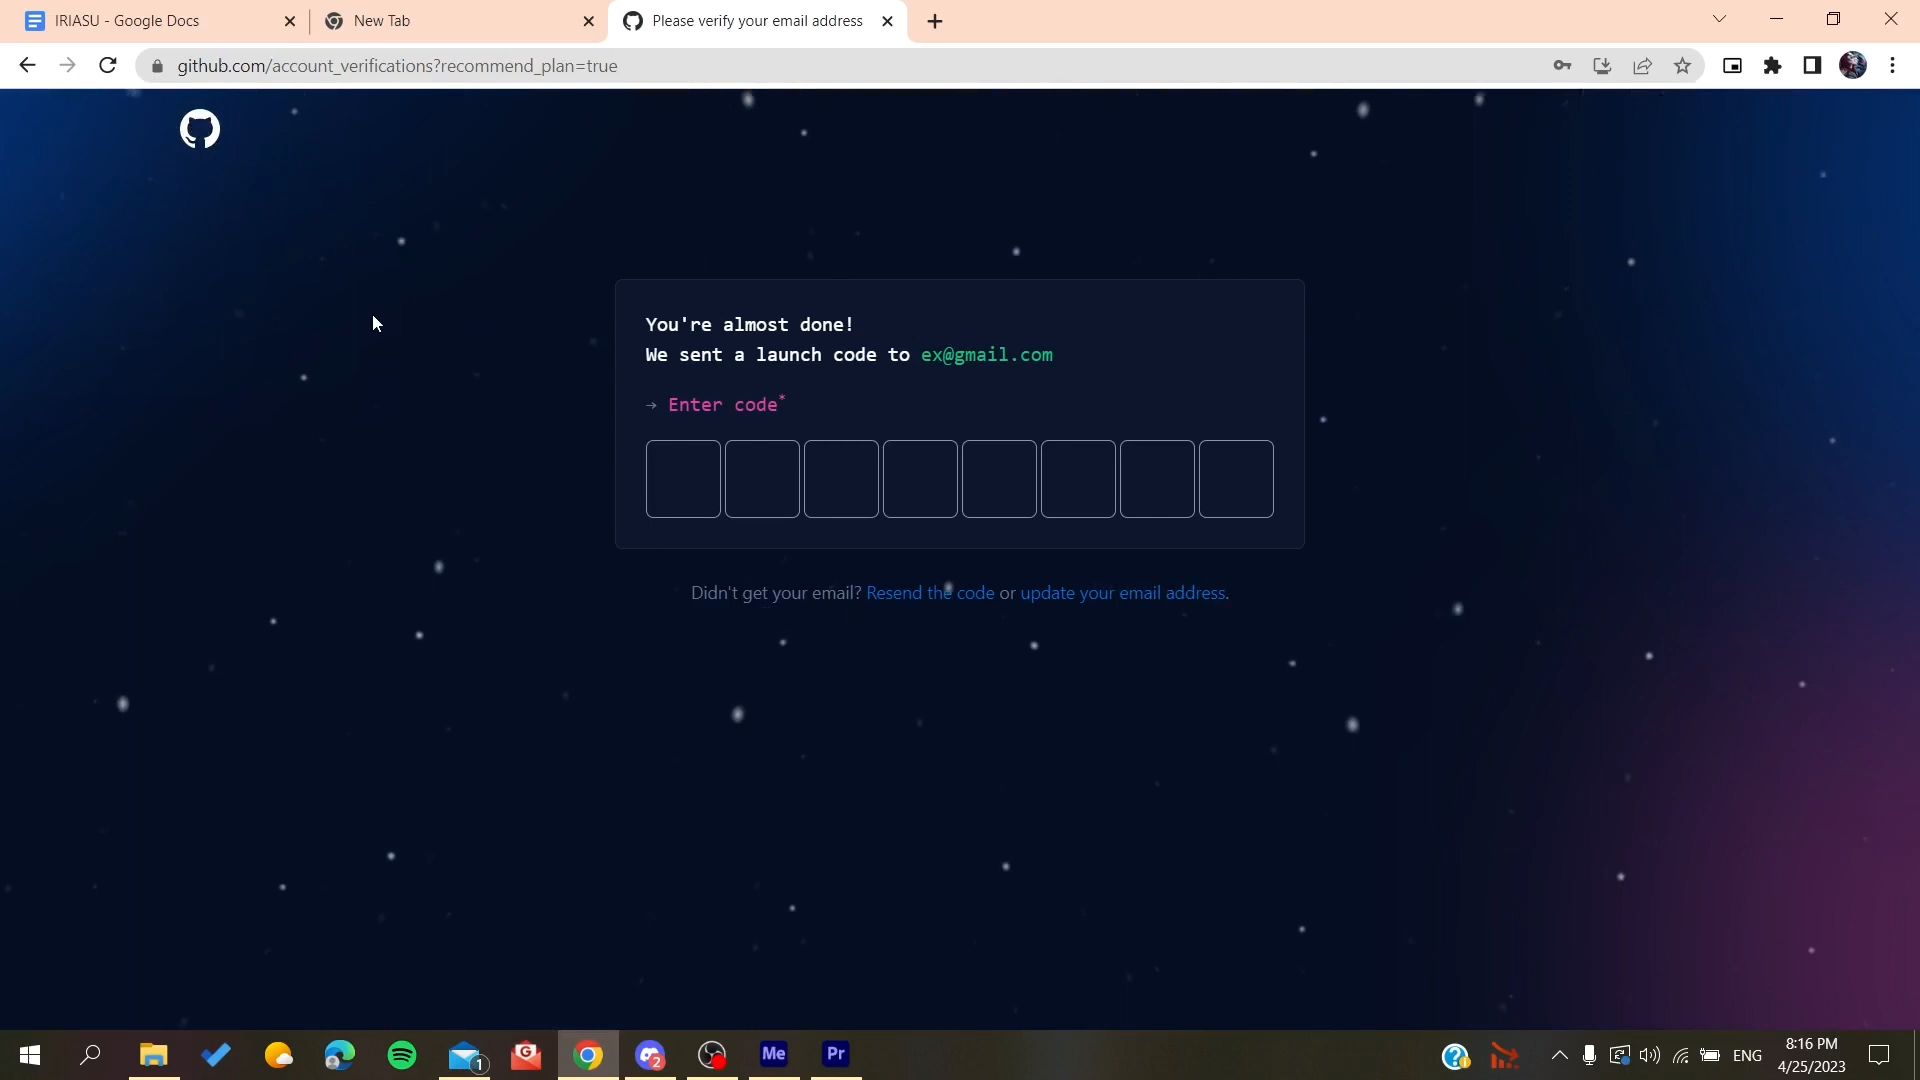 IRIASU - Google Docs
New Tab
Please verify your email address
github.com/account_verifications?recommend_plan=true
You're almost done!
We sent a launch code to ex@gmail.com
→ Enter code*
Didn't get your email? Resend the code or update your email address.
1
G
2
Me
Pr
ENG
8:16 PM
4/25/2023